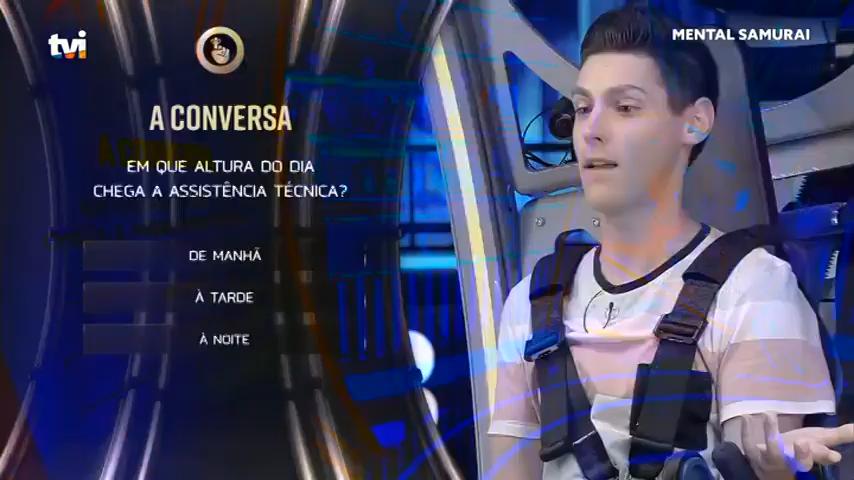 tvi
MENTAL SAMURAI
A CONVERSA
EM QUE ALTURA DO DIA
CHEGA A ASSISTÊNCIA TÉCNICA?
DE MANHÃ
À TARDE
À NOITE